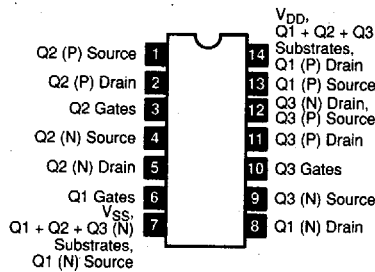 Q2 (P) Source 1
Q2 (P) Drain 2
Q2 Gates 3
Q2 (N) Source 4
Q2 (N) Drain 5
Q1 Gates 6
VSS,
Q1 + Q2 + Q3 (N) 7
Substrates,
Q1 (N) Source
VDD,
Q1 + Q2 + Q3
14 Substrates,
Q1 (P) Drain
13 Q1 (P) Source
12 Q3 (N) Drain,
Q3 (P) Source
11 Q3 (P) Drain
10 Q3 Gates
9 Q3 (N) Source
8 Q1 (N) Drain